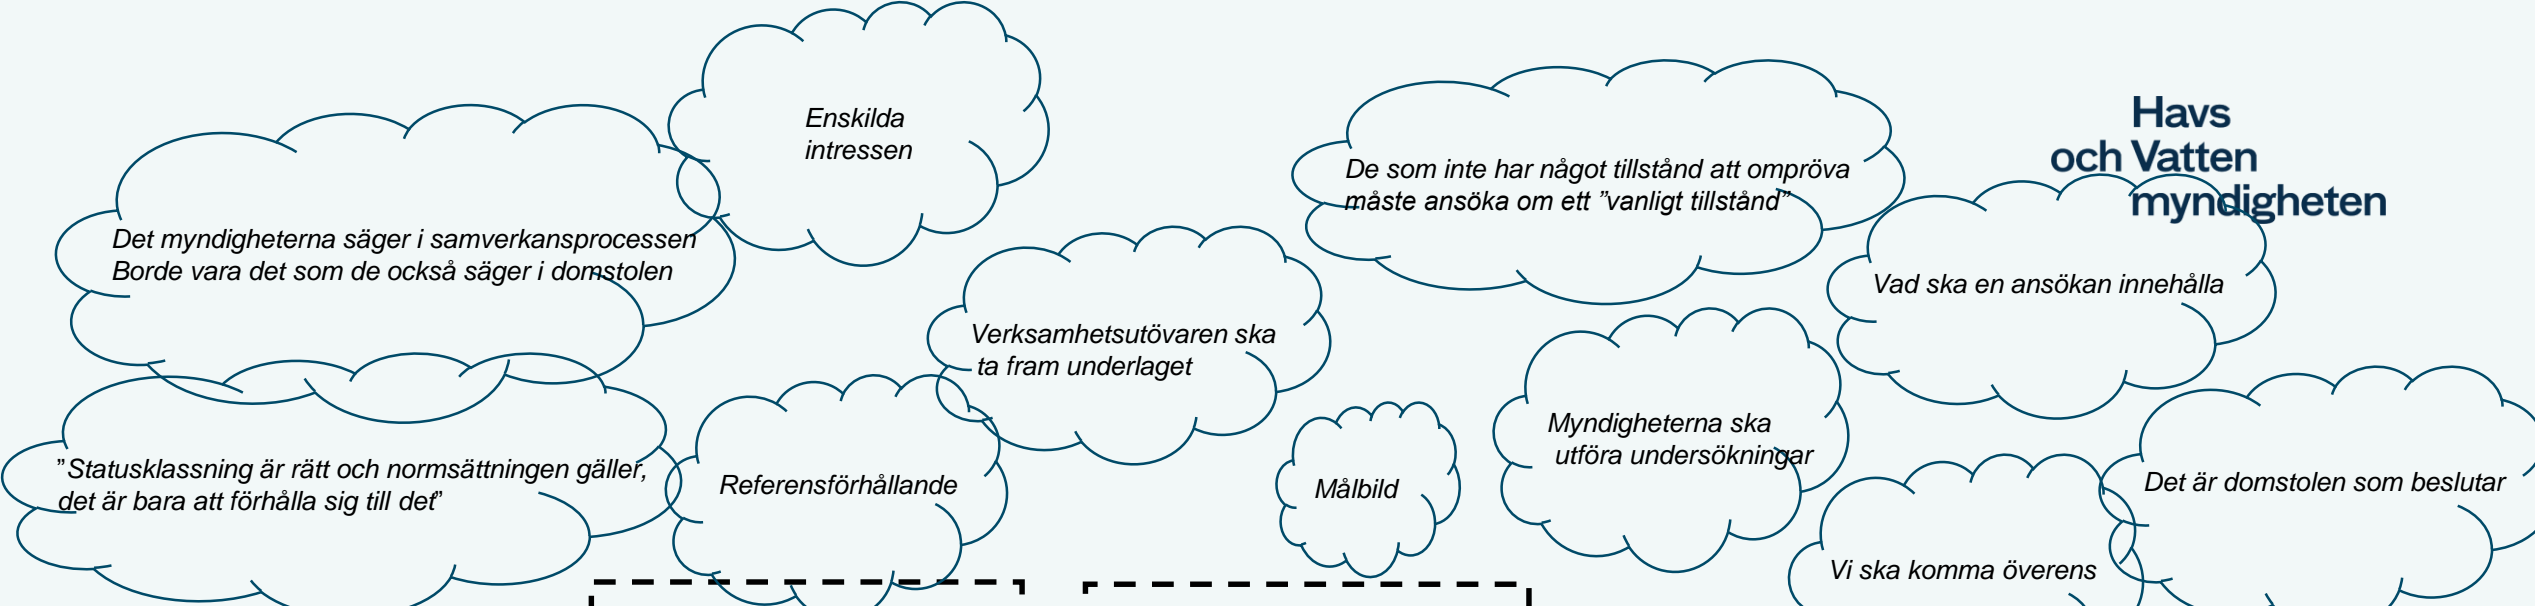 Enskilda
intressen
Havs
och Vatten
myndigheten
De som inte har något tillstånd att ompröva
måste ansöka om ett ”vanligt tillstånd”
Det myndigheterna säger i samverkansprocessen
Borde vara det som de också säger i domstolen
Vad ska en ansökan innehålla
Verksamhetsutövaren ska
ta fram underlaget
Myndigheterna ska
utföra undersökningar
”Statusklassning är rätt och normsättningen gäller,
det är bara att förhålla sig till det”
Referensförhållande
Målbild
Det är domstolen som beslutar
Vi ska komma överens